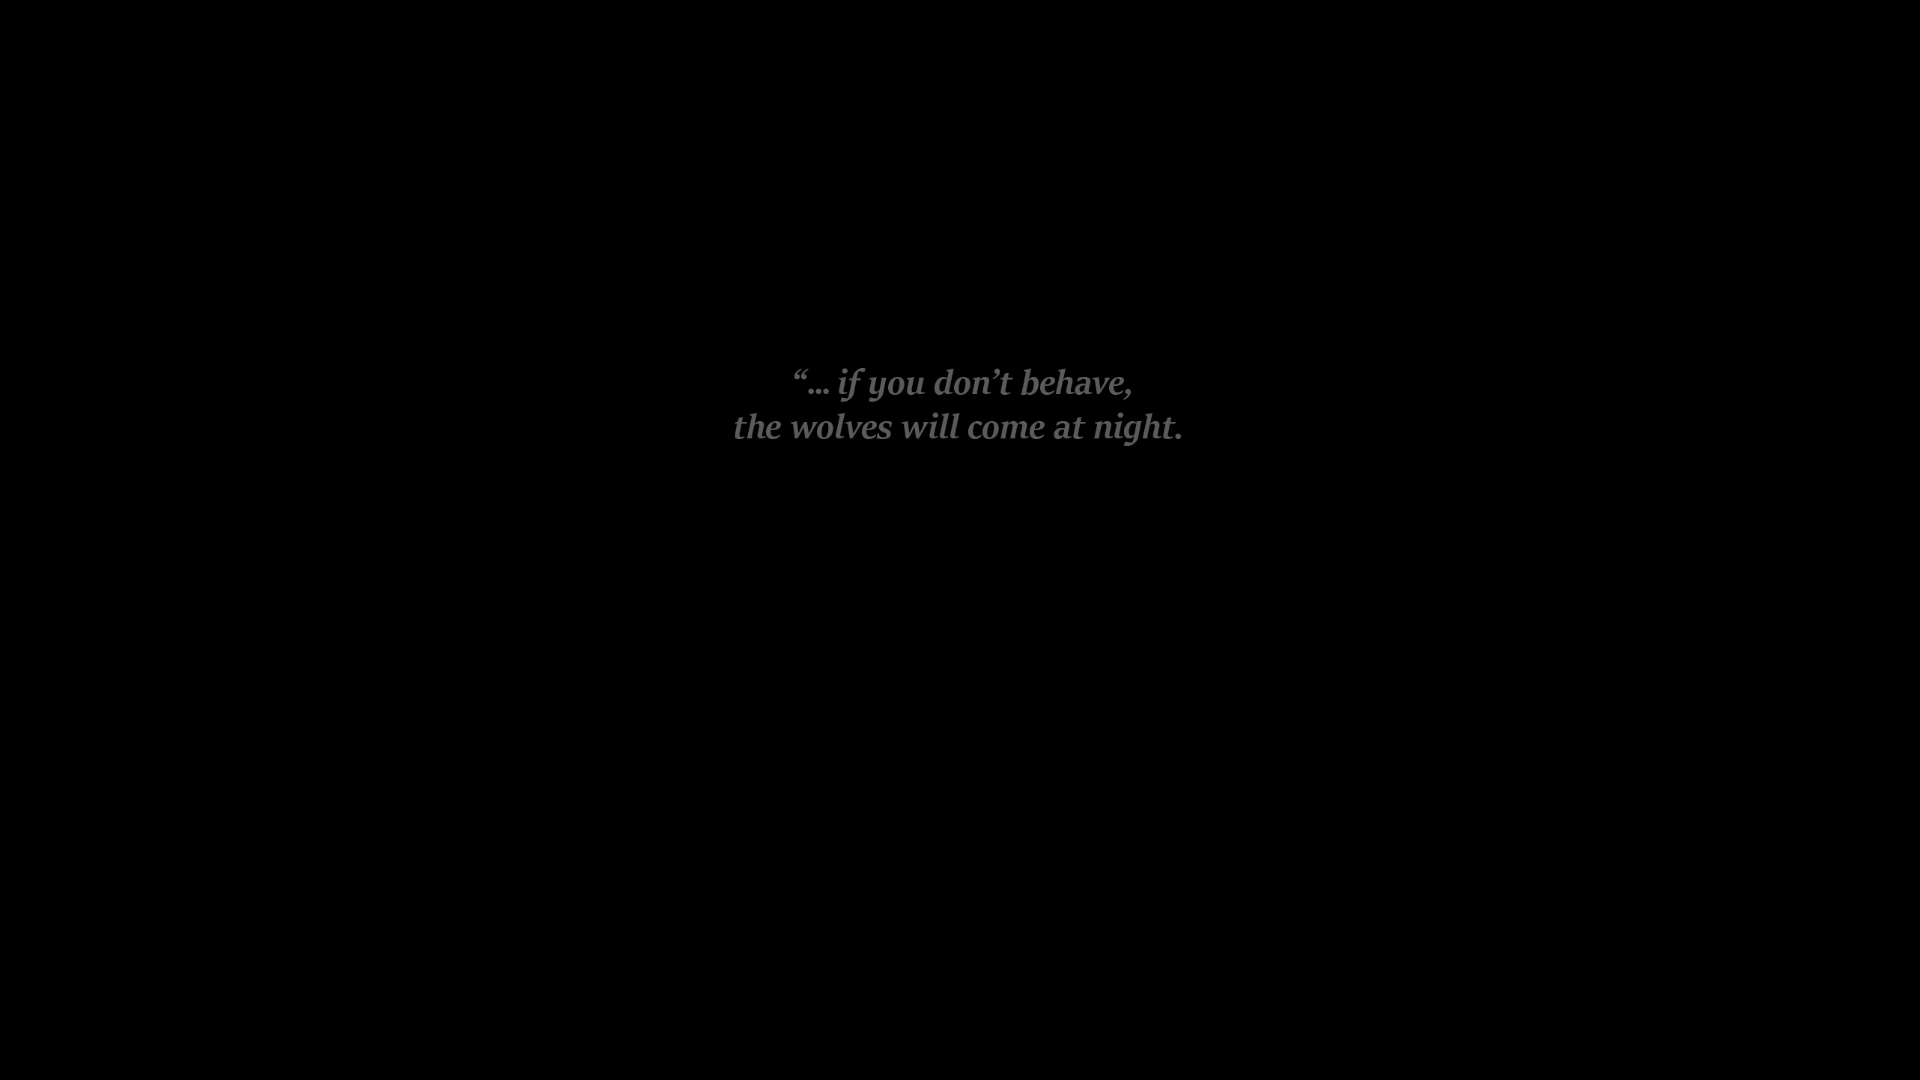 “... if you don’t behave,
the wolves will come at night.